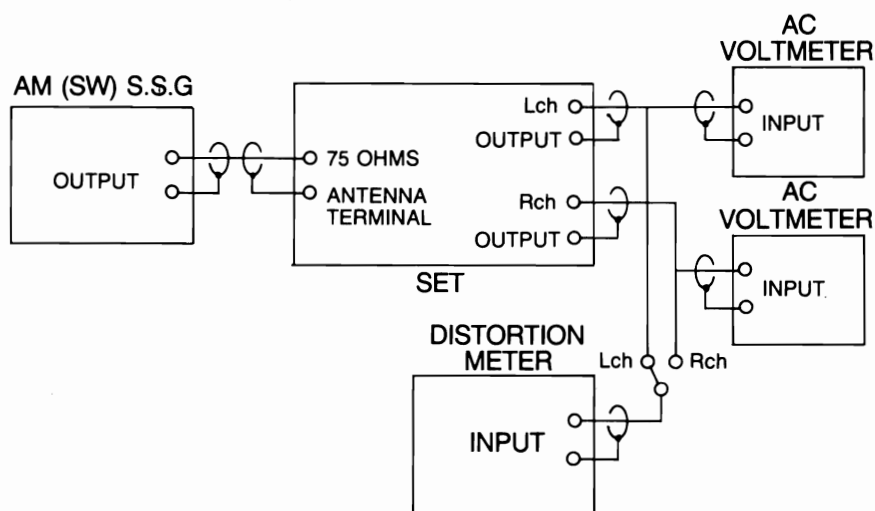 AM (SW) S.S.G
OUTPUT
75 OHMS
ANTENNA
TERMINAL
Lch
OUTPUT
Rch
OUTPUT
SET
AC
VOLTMETER
INPUT
AC
VOLTMETER
INPUT
DISTORTION
METER
INPUT
Lch
Rch